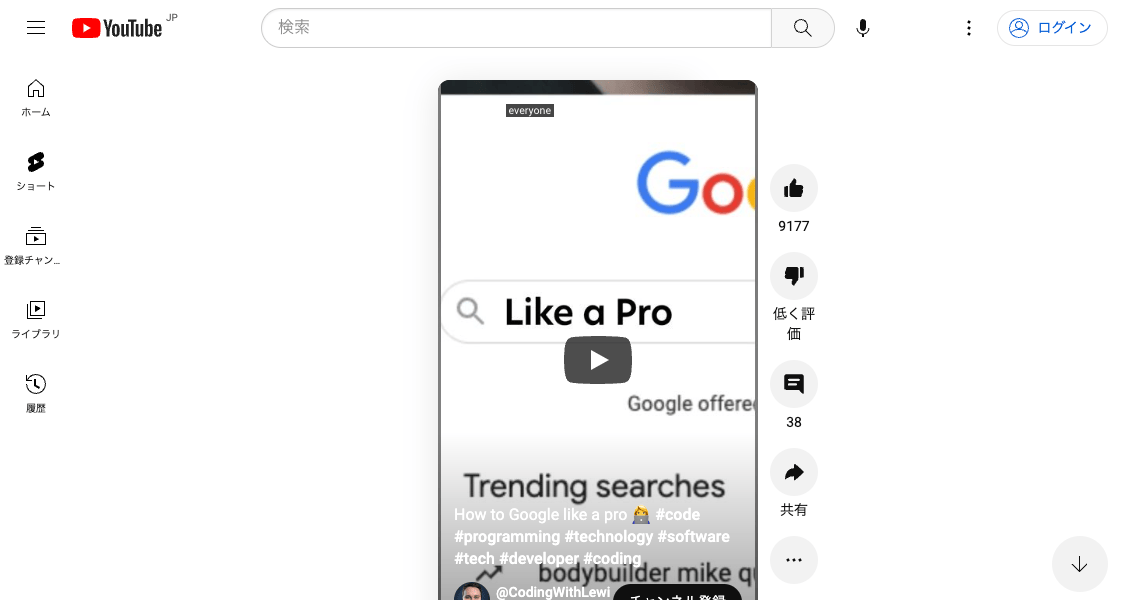 YouTube JP
検索
ログイン
ホーム
ショート
登録チャン...
ライブラリ
履歴
everyone
Goo
Like a Pro
Google offere
Trending searches
How to Google like a pro 🧑‍💻 #code
#programming #technology #software
#tech #developer #coding
bodybuilder mike qu
@CodingWithLewi
チャンネル登録
9177
低く評
価
38
共有